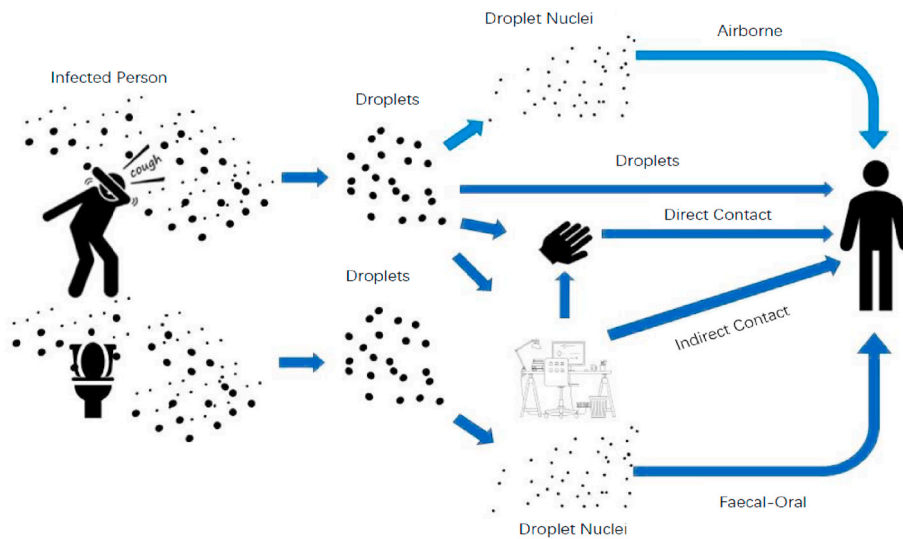 Droplet Nuclei
Airborne
Infected Person
Droplets
cough
Droplets
Direct Contact
Droplets
Indirect Contact
Faecal-Oral
Droplet Nuclei